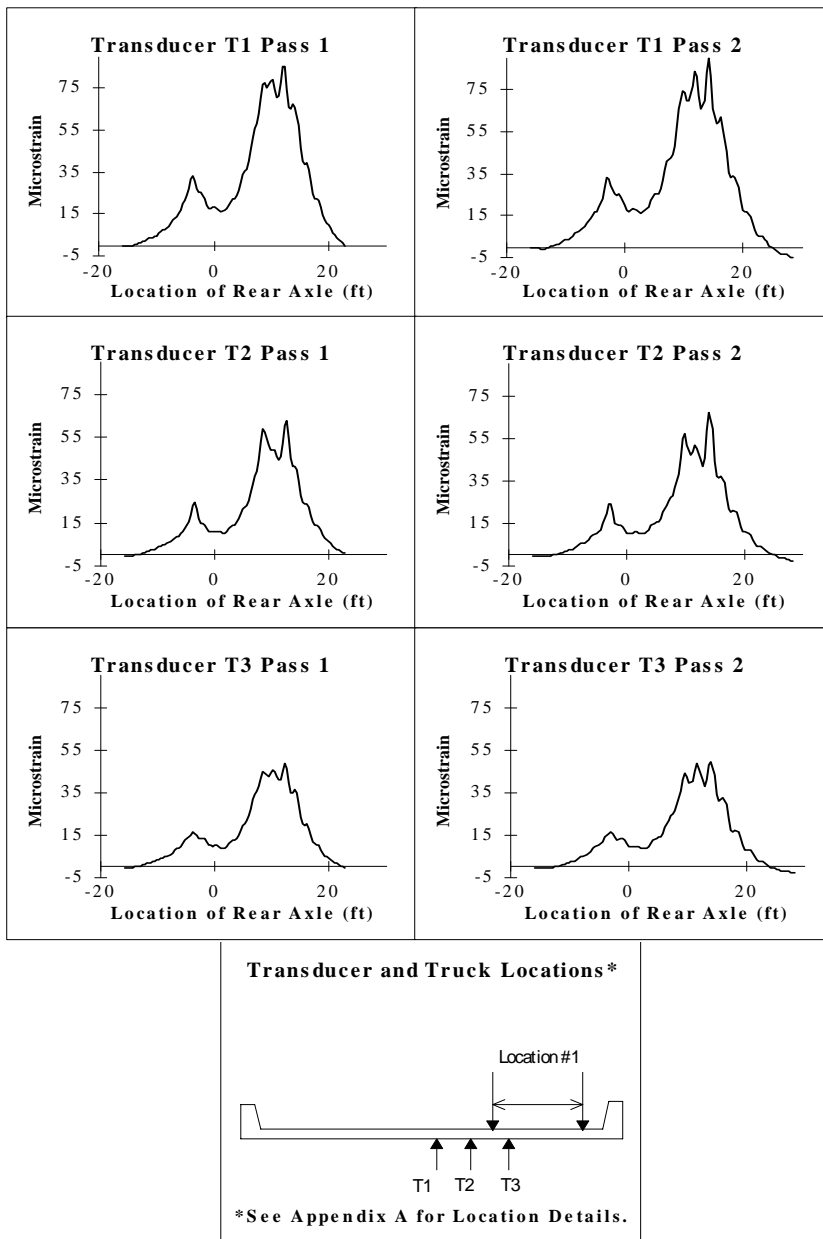 Transducer T1 Pass 1
Microstrain
75
55
35
15
-5
-20
0
20
Location of Rear Axle (ft)
Transducer T1 Pass 2
Microstrain
75
55
35
15
-5
-20
0
20
Location of Rear Axle (ft)
Transducer T2 Pass 1
Microstrain
75
55
35
15
-5
-20
0
20
Location of Rear Axle (ft)
Transducer T2 Pass 2
Microstrain
75
55
35
15
-5
-20
0
20
Location of Rear Axle (ft)
Transducer T3 Pass 1
Microstrain
75
55
35
15
-5
-20
0
20
Location of Rear Axle (ft)
Transducer T3 Pass 2
Microstrain
75
55
35
15
-5
-20
0
20
Location of Rear Axle (ft)
Transducer and Truck Locations*
Location #1
T1 T2 T3
*See Appendix A for Location Details.